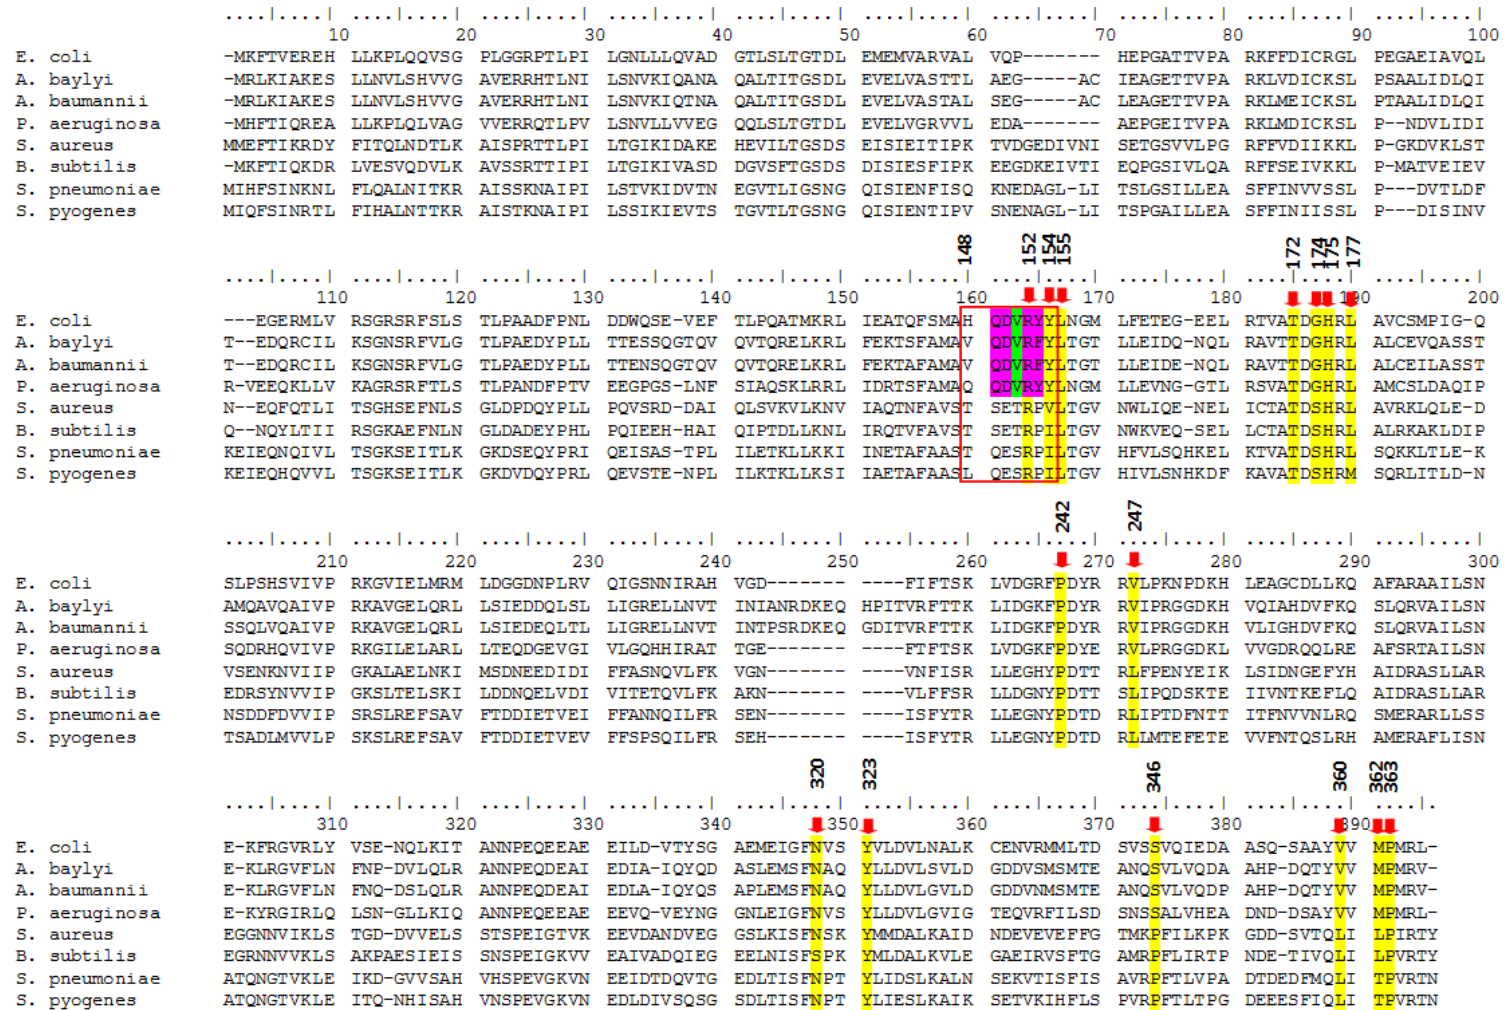 ....|....| ....|....| ....|....| ....|....| ....|....| ....|....| ....|....| ....|....| ....|....| ....|....|
10 20 30 40 50 60 70 80 90 100
E. coli -MKFTVEREH LLKPLQQVSG PLGGRPTLPI LGNLLLQVAD GTLSLTGTDL EMEMVARVAL VQP------- HEPGATTVPA RKFFDICRGL PEGAEIAVQL
A. baylyi -MRLKIAKES LLNVLSHVVG AVERRHTLNI LSNVKIQANA QALTITGSDL EVELVASTTL AEG-----AC IEAGETTVPA RKLVDICKSL PSAALIDLQI
A. baumannii -MRLKIAKES LLNVLSHVVG AVERRHTLNI LSNVKIQTNA QALTITGSDL EVELVASTAL SEG-----AC LEAGETTVPA RKLMEICKSL PTAALIDLQI
P. aeruginosa -MHFTIQREA LLKPLQLVAG VVERRQTLPV LSNVLLVVEG QQLSLTGTDL EVELVGRVVL EDA------- AEPGEITVPA RKLMDICKSL P--NDVLIDI
S. aureus MMEFTIKRDY FITQLNDTLK AISPRTTLPI LTGIKIDAKE HEVILTGSDS EISIEITIPK TVDGEDIVNI SETGSVVLPG RFFVDIIKKL P-GKDVKLST
B. subtilis -MKFTIQKDR LVESVQDVLK AVSSRTTIPI LTGIKIVASD DGVSFTGSDS DISIESFIPK EEGDKEIVTI EQPGSIVLQA RFFSEIVKKL P-MATVEIEV
S. pneumoniae MIHFSINKNL FLQALNITKR AISSKNAIPI LSTVKIDVTN EGVTLIGSNG QISIENFISQ KNEDAGL-LI TSLGSILLEA SFFINVVSSL P---DVTLDF
S. pyogenes MIQFSINRTL FIHALNTTKR AISTKNAIPI LSSIKIEVTS TGVTLTGSNG QISIENTIPV SNENAGL-LI TSPGAILLEA SFFINIISSL P---DISINV
148 152 154 155 172 174 175 177
....|....| ....|....| ....|....| ....|....| ....|....| ....|....| ....|....| ....|....| ....|....| ....|....|
110 120 130 140 150 160 170 180 190 200
E. coli ---EGERMLV RSGRSRFSLS TLPAADFPNL DDWQSE-VEF TLPQATMKRL IEATQFSMAH QDVRYYLNGM LFETEG-EEL RTVATDGHRL AVCSMPIG-Q
A. baylyi T--EDQRCIL KSGNSRFVLG TLPAEDYPLL TTESSQGTQV QVTQRELKRL FEKTSFAMAV QDVRFYLTGT LLEIDQ-NQL RAVTTDGHRL ALCEVQASST
A. baumannii T--EDQRCIL KSGNSRFVLG TLPAEDYPLL TTENSQGTQV QVTQRELKRL FEKTAFAMAV QDVRFYLTGT LLEIDE-NQL RAVTTDGHRL ALCEILASST
P. aeruginosa R-VEEQKLLV KAGRSRFTLS TLPANDFPTV EEGPGS-LNF SIAQSKLRRL IDRTSFAMAQ QDVRYYLNGM LLEVNG-GTL RSVATDGHRL AMCSLDAQIP
S. aureus N--EQFQTLI TSGHSEFNLS GLDPDQYPLL PQVSRD-DAI QLSVKVLKNV IAQTNFAVST SETRPVLTGV NWLIQE-NEL ICTATDSHRL AVRKLQLE-D
B. subtilis Q--NQYLTII RSGKAEFNLN GLDADEYPHL PQIEEH-HAI QIPTDLLKNL IRQTVFAVST SETRPILTGV NWKVEQ-SEL LCTATDSHRL ALRKAKLDIP
S. pneumoniae KEIEQNQIVL TSGKSEITLK GKDSEQYPRI QEISAS-TPL ILETKLLKKI INETAFAAST QESRPILTGV HFVLSQHKEL KTVATDSHRL SQKKLTLE-K
S. pyogenes KEIEQHQVVL TSGKSEITLK GKDVDQYPRL QEVSTE-NPL ILKTKLLKSI IAETAFAASL QESRPILTGV HIVLSNHKDF KAVATDSHRM SQRLITLDNN
242 247
....|....| ....|....| ....|....| ....|....| ....|....| ....|....| ....|....| ....|....| ....|....| ....|....|
210 220 230 240 250 260 270 280 290 300
E. coli SLPSHSVIVP RKGVIELMRM LDGGDNPLRV QIGSNNIRAH VGD------- ----FIFTSK LVDGRFPDYR RVLPKNPDKH LEAGCDLLKQ AFARAAILSN
A. baylyi AMQAVQAIVP RKAVGELQRL LSIEDDQLSL LIGRELLNVT INIANRDKEQ HPITVRFTTK LIDGKFPDYR RVIPRGGDKH VQIAHDVFKQ SLQRVAILSN
A. baumannii SSQLVQAIVP RKAVGELQRL LSIEDEQLTL LIGRELLNVT INTPSRDKEQ GDITVRFTTK LIDGKFPDYR RVIPRGGDKH VLIGHDVFKQ SLQRVAILSN
P. aeruginosa SQDRHQVIVP RKGILELARL LTEQDGEVGI VLGQHHIRAT TGE------- ----FTFTSK LVDGKFPDYE RVLPRGGDKH VVGDRQQLRE AFSRTAILSN
S. aureus VSENKNVIIP GKALAELNKI MSDNEEDIDI FFASNQVLFK VGN------- ----VNFISR LLEGHYPDTT RLFPENYEIK LSIDNGEFYH AIDRASLLAR
B. subtilis EDRSYNVVIP GKSLTELSKI LDDNQELVDI VITETQVLFK AKN------- ----VLFFSR LLDGNYPDTT SLIPQDSKTE IIVNTKEFLQ AIDRASLLAR
S. pneumoniae NSDDFDVVIP SRSLREFSAV FTDDIETVEI FFANNQILFR SEN------- ----ISFYTR LLEGNYPDTD RLIPTDFNTT ITFNVVNLRQ SMERARLLSS
S. pyogenes TSADLMVVLP SKSLREFSAV FTDDIETVEV FFSPSQILFR SEH------- ----ISFYTR LLEGNYPDTD RLLMTEFETE VVFNTQSLRH AMERAFLISN
320 323 346 360 362 363
....|....| ....|....| ....|....| ....|....| ....|....| ....|....| ....|....| ....|....| ....|....| ....|.
310 320 330 340 350 360 370 380 390
E. coli E-KFRGVRLY VSE-NQLKIT ANNPEQEEAE EILD-VTYSG AEMEIGFNVS YVLDVLNALK CENVRMMLTD SVSSVQIEDA ASQ-SAAYVV MPMRL-
A. baylyi E-KLRGVFLN FNP-DVLQLR ANNPEQDEAI EDIA-IQYQD ASLEMSFNAQ YLLDVLGVLD GDDVSMSMTE ANQSVLVQDA AHP-DQTYVV MPMRV-
A. baumannii E-KLRGVFLN FNQ-DSLQLR ANNPEQDEAI EDLA-IQYQS APLEMSFNAQ YLLDVLGVLD GDDVNMSMTE ANQSVLVQDP AHP-DQTYVV MPMRV-
P. aeruginosa E-KYRGIRLQ LSN-GLLKIQ ANNPEQEEAE EEVQ-VEYNG GNLEIGFNVS YLLDVLGVIG TEQVRFILSD SNSSALVHEA DND-DSAYVV MPMRL-
S. aureus EGGNNVIKLS TGD-DVVELS STSPEIGTVK EEVDANDVEG GSLKISFNSK YMMDALKAID NDEVEVEFFG TMKPFILKPK GDD-SVTQLI LPIRTY
B. subtilis EGRNNVVKLS AKPAESIEIS SNSPEIGKVV EAIVADQIEG EELNISFSPK YMLDALKVLE GAEIRVSFTG AMRPFLIRTP NDE-TIVQLI LPVRTY
S. pneumoniae ATQNGTVKLE IKD-GVVSAH VHSPEVGKVN EEIDTDQVTG EDLTISFNPT YLIDSLKALN SEKVTISFIS AVRPFTLVPA DTDEDFMQLI TPVRTN
S. pyogenes ATQNGTVKLE ITQ-NHISAH VNSPEVGKVN EDLDIVSQSG SDLTISFNPT YLIESLKAIK SETVKIHFLS PVRPFTLTPG DEEESFIQLI TPVRTN